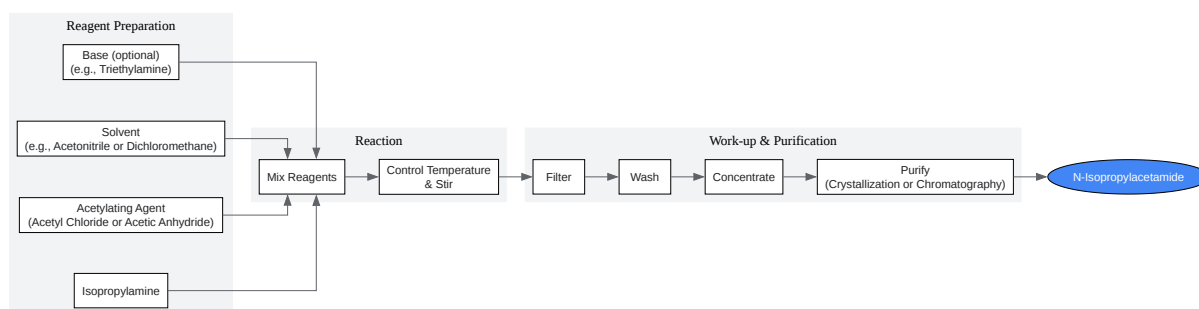 Reagent Preparation
Base (optional)
(e.g., Triethylamine)
Solvent
(e.g., Acetonitrile or Dichloromethane)
Acetylating Agent
(Acetyl Chloride or Acetic Anhydride)
Isopropylamine
Reaction
Mix Reagents
Control Temperature
& Stir
Work-up & Purification
Filter
Wash
Concentrate
Purify
(Crystallization or Chromatography)
N-Isopropylacetamide